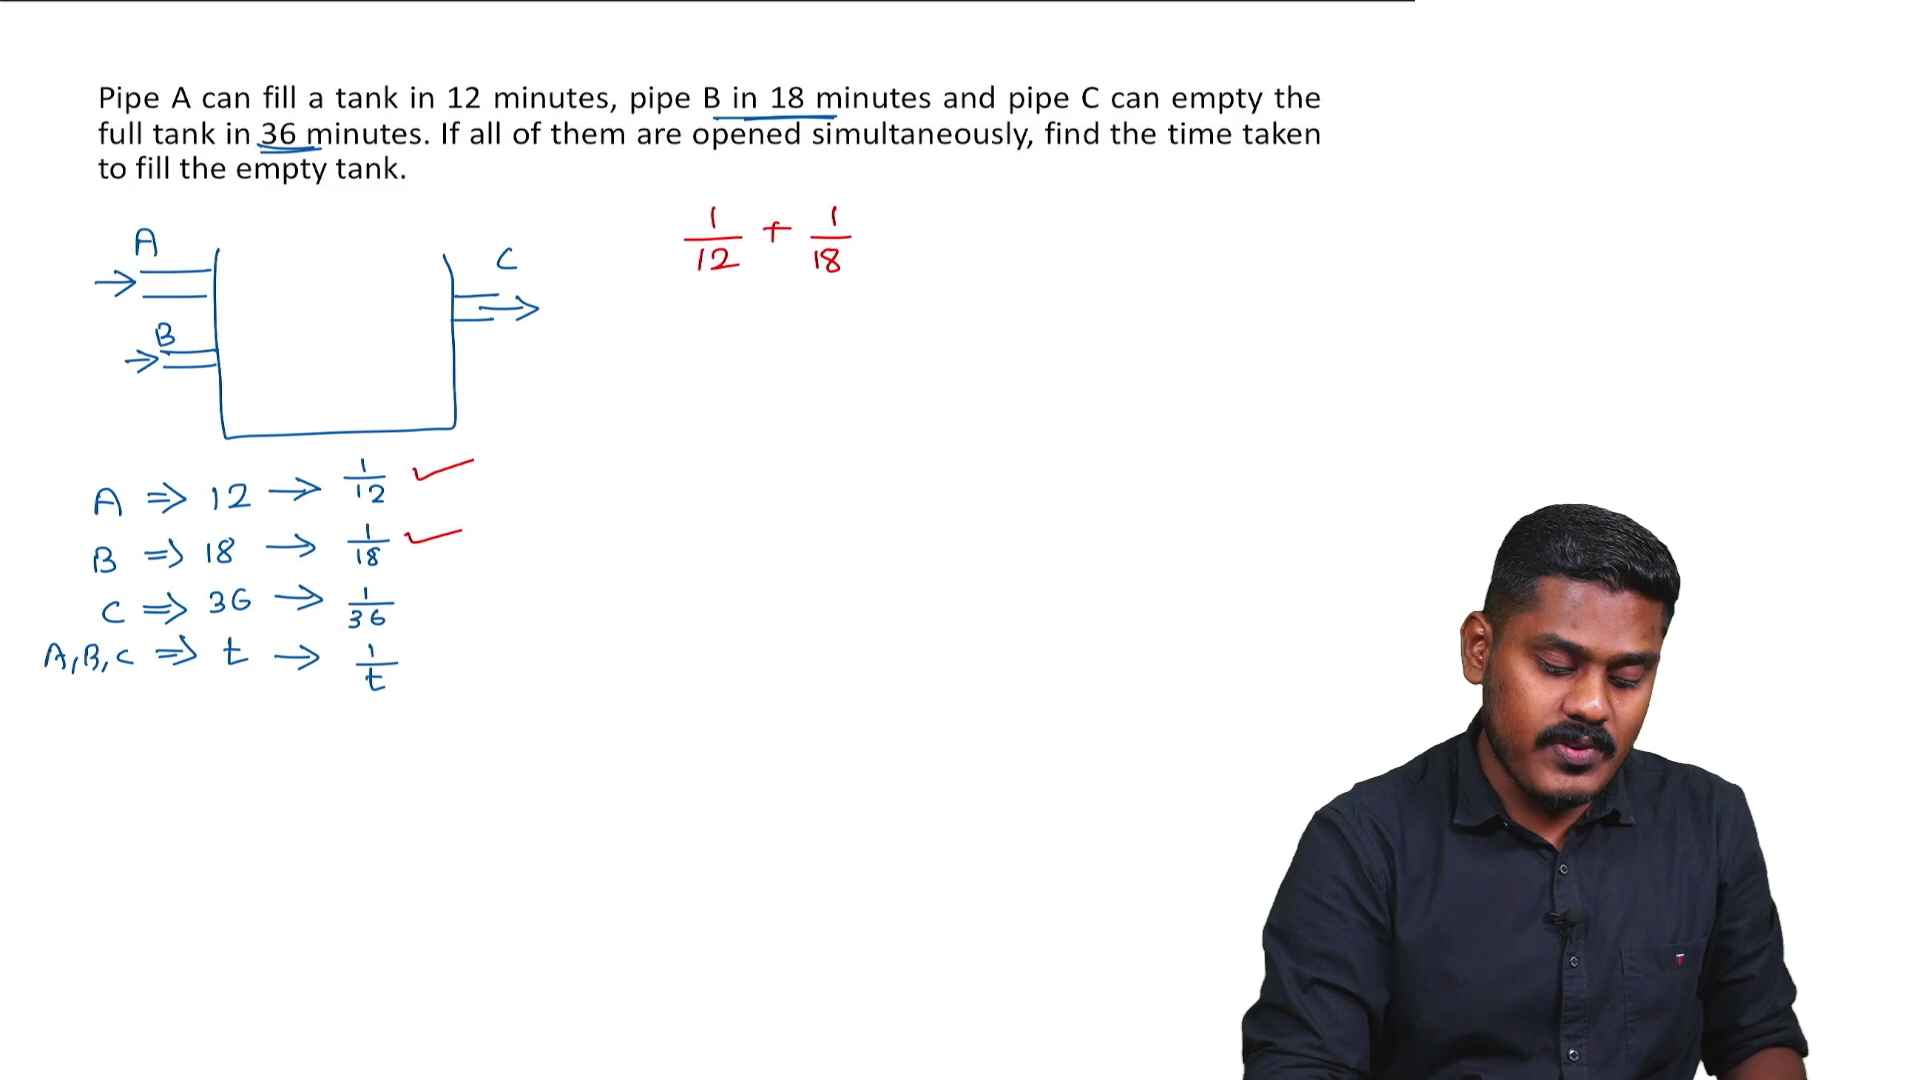 Pipe A can fill a tank in 12 minutes, pipe B in 18 minutes and pipe C can empty the
full tank in 36 minutes. If all of them are opened simultaneously, find the time taken
to fill the empty tank.
1/12 + 1/18
A
C
B
A ⇒ 12 → 1/12 ✓
B ⇒ 18 → 1/18 ✓
C ⇒ 36 → 1/36
A,B,C ⇒ t → 1/t